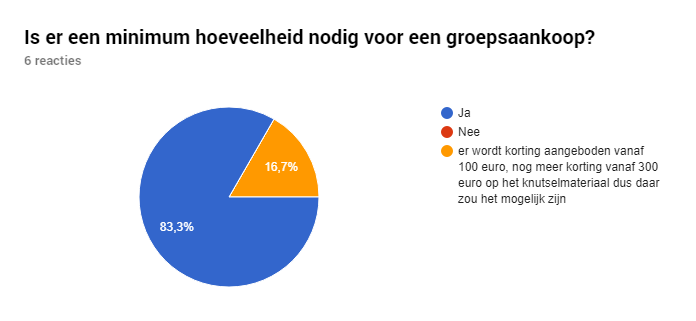 Is er een minimum hoeveelheid nodig voor een groepsaankoop?
6 reacties
16,7%
83,3%
Ja
Nee
er wordt korting aangeboden vanaf
100 euro, nog meer korting vanaf 300
euro op het knutselmateriaal dus daar
zou het mogelijk zijn